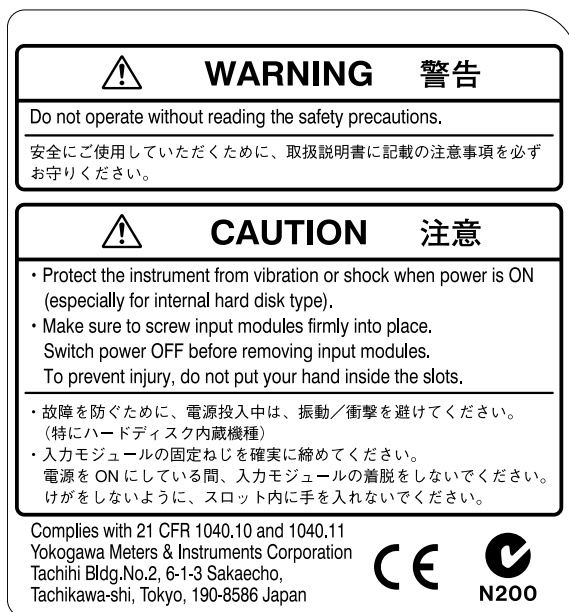 WARNING 警告
Do not operate without reading the safety precautions.
安全にご使用していただくために、取扱説明書に記載の注意事項を必ず
お守りください。
CAUTION 注意
・Protect the instrument from vibration or shock when power is ON
(especially for internal hard disk type).
・Make sure to screw input modules firmly into place.
Switch power OFF before removing input modules.
To prevent injury, do not put your hand inside the slots.
・故障を防ぐために、電源投入中は、振動／衝撃を避けてください。
（特にハードディスク内蔵機種）
・入力モジュールの固定ねじを確実に締めてください。
電源を ON にしている間、入力モジュールの着脱をしないでください。
けがをしないように、スロット内に手を入れないでください。
Complies with 21 CFR 1040.10 and 1040.11
Yokogawa Meters & Instruments Corporation
Tachihi Bldg.No.2, 6-1-3 Sakaecho,
Tachikawa-shi, Tokyo, 190-8586 Japan
CE
N200